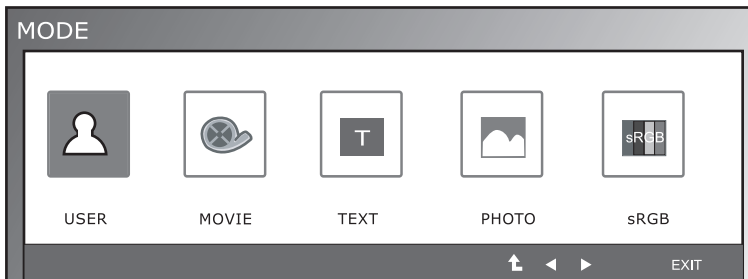 MODE
T
sRGB
USER MOVIE TEXT PHOTO sRGB
EXIT